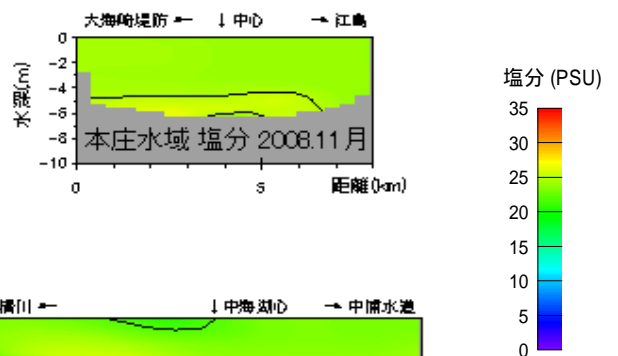 大海崎堤防 ← ↓中心 → 江島
水深(m)
0
-2
-4
-6
-8
-10
本庄水域 塩分 2008.11月
0 5 距離(km)
塩分 (PSU)
35
30
25
20
15
10
5
0
橋川 ← ↓中海湖心 → 中浦水道